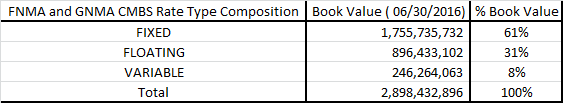 FNMA and GNMA CMBS Rate Type Composition Book Value ( 06/30/2016) % Book Value
FIXED 1,755,735,732 61%
FLOATING 896,433,102 31%
VARIABLE 246,264,063 8%
Total 2,898,432,896 100%